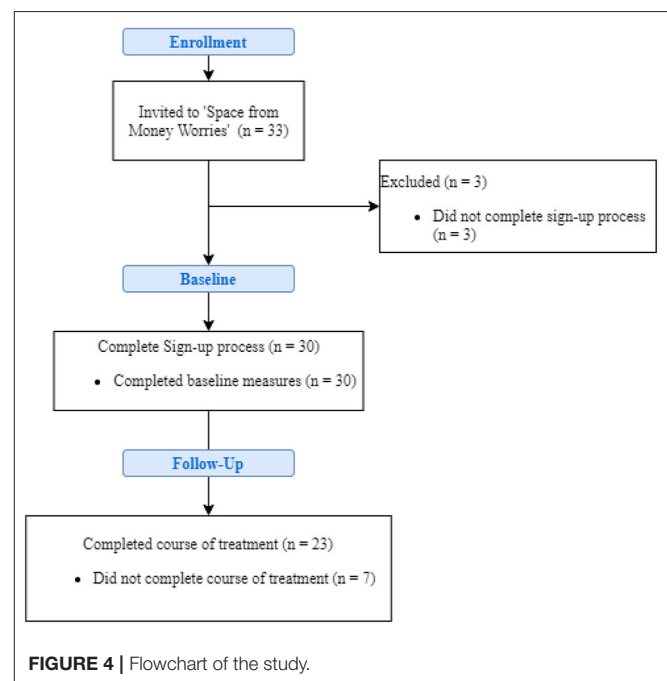 Enrollment
Invited to 'Space from
Money Worries' (n = 33)
Excluded (n = 3)
• Did not complete sign-up process
(n = 3)
Baseline
Complete Sign-up process (n = 30)
• Completed baseline measures (n = 30)
Follow-Up
Completed course of treatment (n = 23)
• Did not complete course of treatment (n = 7)
FIGURE 4 | Flowchart of the study.